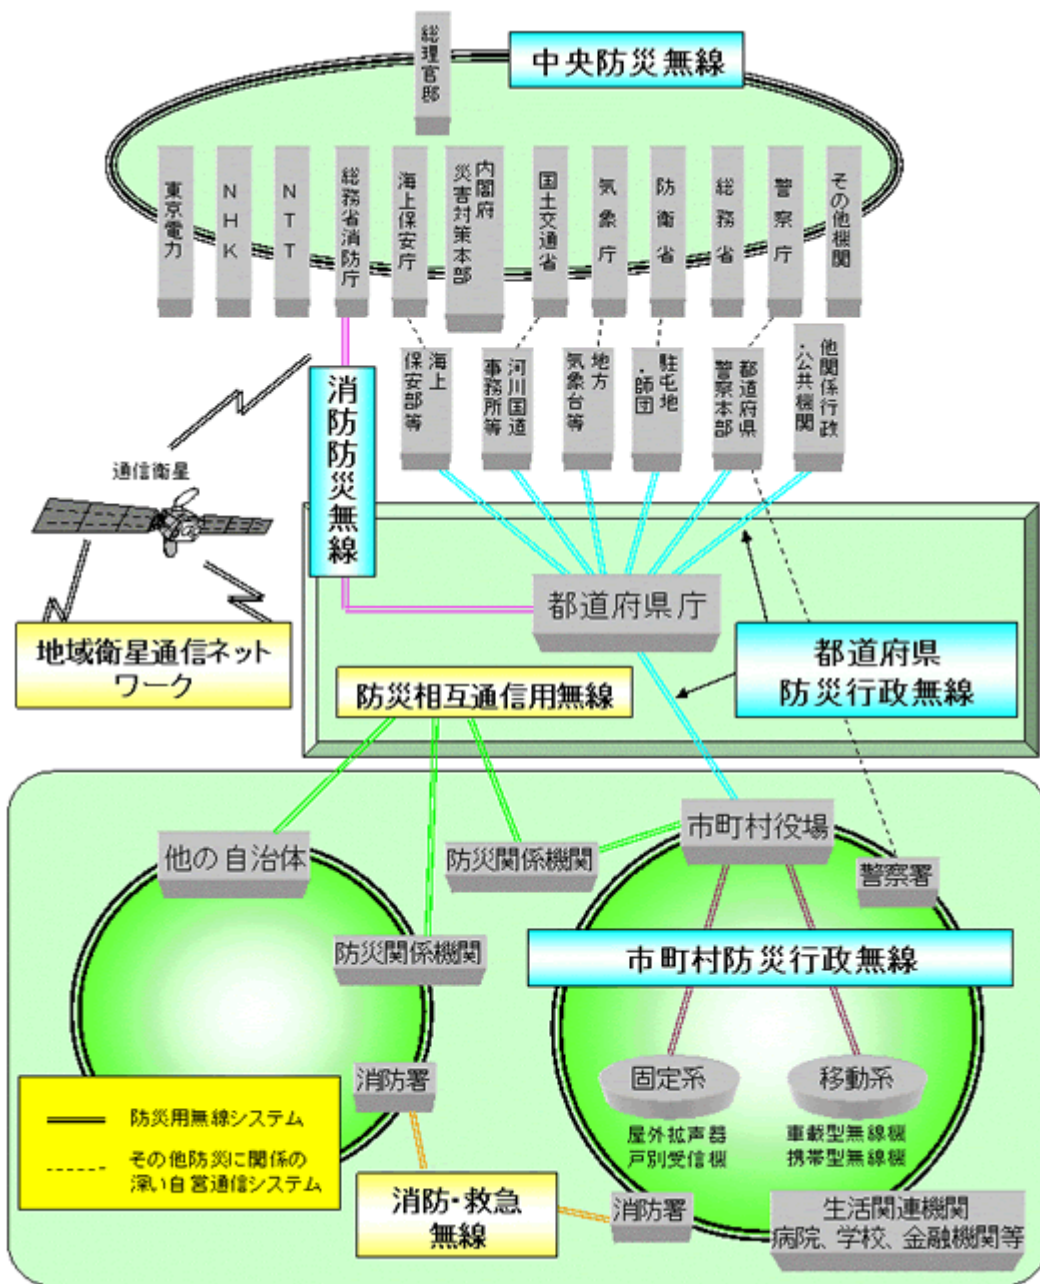 総理官邸
中央防災無線
東京電力
NHK
NTT
総務省消防庁
海上保安庁
内閣府
災害対策本部
国土交通省
気象庁
防衛省
総務省
警察庁
その他機関
海上
保安部等
河川国道
事務所等
地方
気象台等
駐屯地
・師団
都道府県
警察本部
他関係行政
・公共機関
消防防災無線
通信衛星
都道府県庁
地域衛星通信ネット
ワーク
都道府県
防災行政無線
防災相互通信用無線
市町村役場
他の自治体
防災関係機関
警察署
防災関係機関
市町村防災行政無線
消防署
固定系
移動系
屋外拡声器
戸別受信機
車載型無線機
携帯型無線機
防災用無線システム
その他防災に関係の
深い自営通信システム
消防・救急
無線
消防署
生活関連機関
病院、学校、金融機関等